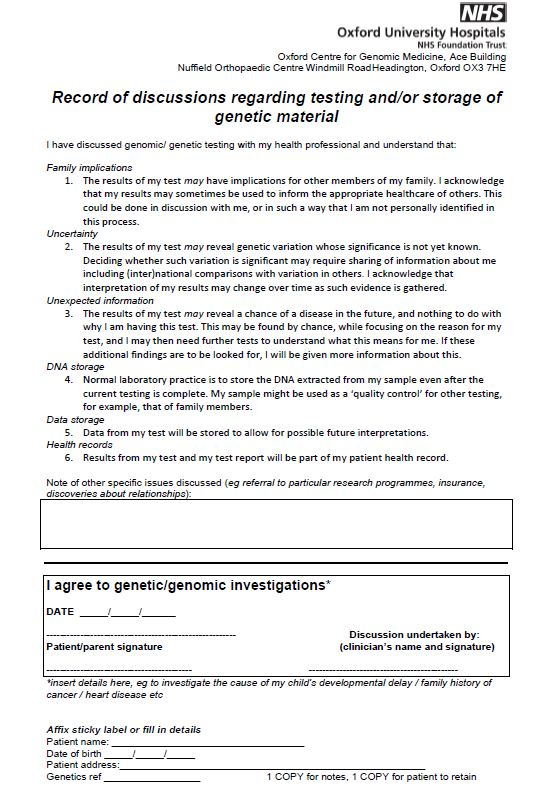 NHS
Oxford University Hospitals
NHS Foundation Trust
Oxford Centre for Genomic Medicine, Ace Building
Nuffield Orthopaedic Centre Windmill RoadHeadington, Oxford OX3 7HE
Record of discussions regarding testing and/or storage of
genetic material
I have discussed genomic/ genetic testing with my health professional and understand that:
Family implications
1. The results of my test may have implications for other members of my family. I acknowledge
that my results may sometimes be used to inform the appropriate healthcare of others. This
could be done in discussion with me, or in such a way that I am not personally identified in
this process.
Uncertainty
2. The results of my test may reveal genetic variation whose significance is not yet known.
Deciding whether such variation is significant may require sharing of information about me
including (inter)national comparisons with variation in others. I acknowledge that
interpretation of my results may change over time as such evidence is gathered.
Unexpected information
3. The results of my test may reveal a chance of a disease in the future, and nothing to do with
why I am having this test. This may be found by chance, while focusing on the reason for my
test, and I may then need further tests to understand what this means for me. If these
additional findings are to be looked for, I will be given more information about this.
DNA storage
4. Normal laboratory practice is to store the DNA extracted from my sample even after the
current testing is complete. My sample might be used as a ‘quality control’ for other testing,
for example, that of family members.
Data storage
5. Data from my test will be stored to allow for possible future interpretations.
Health records
6. Results from my test and my test report will be part of my patient health record.
Note of other specific issues discussed (eg referral to particular research programmes, insurance,
discoveries about relationships):
I agree to genetic/genomic investigations*
DATE _____/_____/______
Patient/parent signature
Discussion undertaken by:
(clinician’s name and signature)
*insert details here, eg to investigate the cause of my child's developmental delay / family history of
cancer / heart disease etc
Affix sticky label or fill in details
Patient name: ________________________________
Date of birth _____/_____/_____
Patient address:________________________________________________
Genetics ref ________________ 1 COPY for notes, 1 COPY for patient to retain